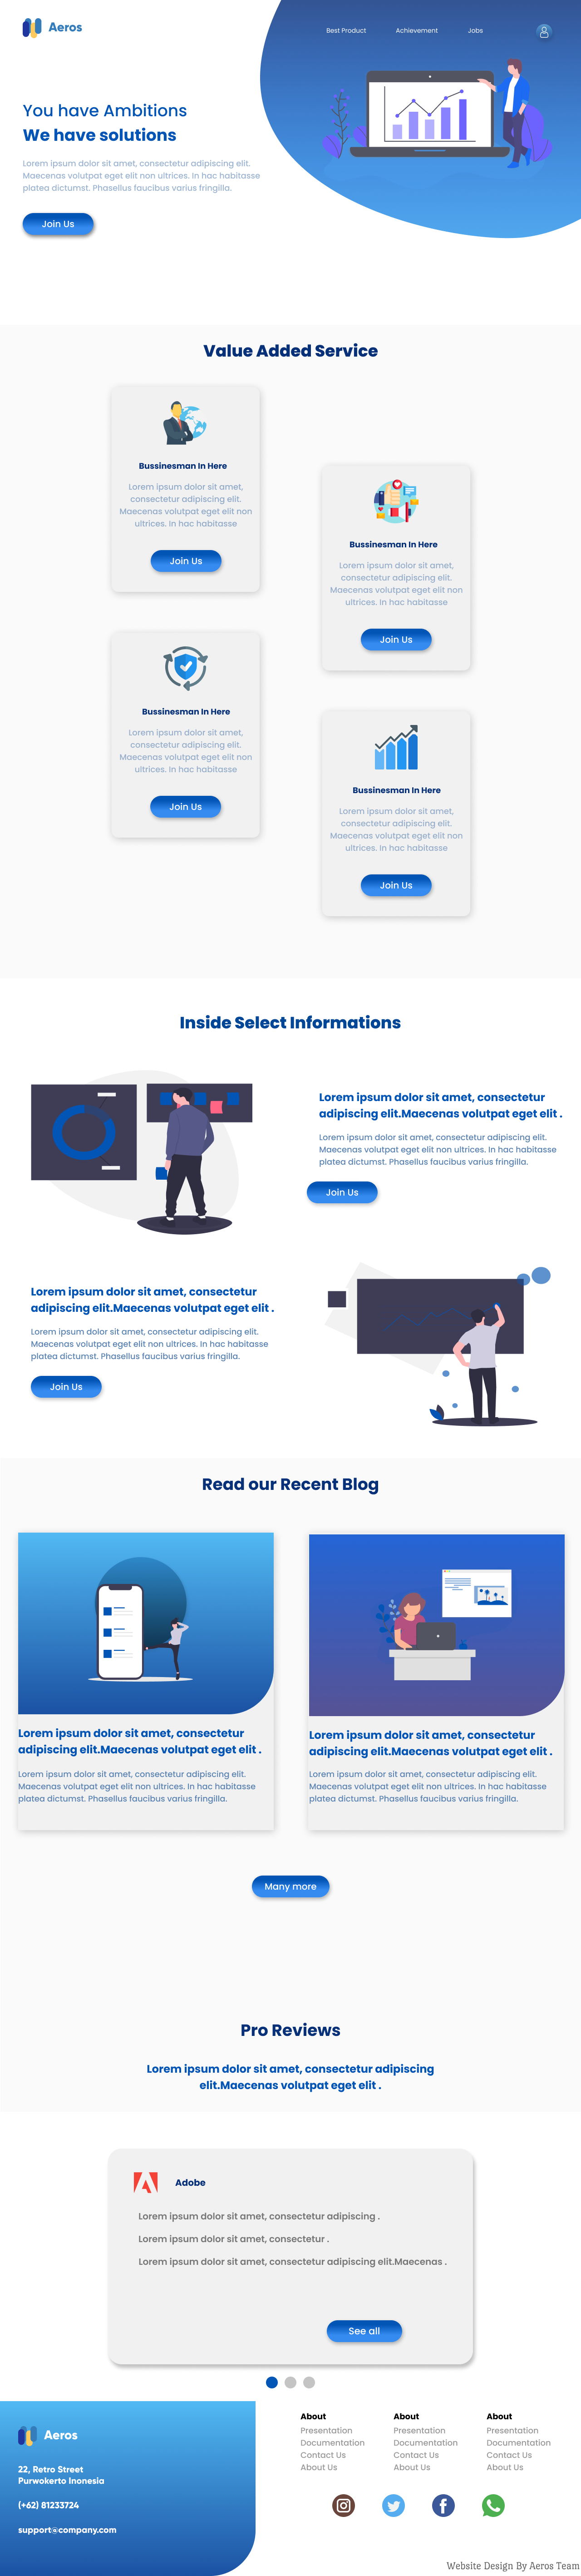 Aeros
Best Product
Achievement
Jobs
You have Ambitions
We have solutions
Lorem ipsum dolor sit amet, consectetur adipiscing elit.
Maecenas volutpat eget elit non ultrices. In hac habitasse
platea dictumst. Phasellus faucibus varius fringilla.
Join Us
Value Added Service
Bussinesman In Here
Lorem ipsum dolor sit amet,
consectetur adipiscing elit.
Maecenas volutpat eget elit non
ultrices. In hac habitasse
Join Us
Bussinesman In Here
Lorem ipsum dolor sit amet,
consectetur adipiscing elit.
Maecenas volutpat eget elit non
ultrices. In hac habitasse
Join Us
Bussinesman In Here
Lorem ipsum dolor sit amet,
consectetur adipiscing elit.
Maecenas volutpat eget elit non
ultrices. In hac habitasse
Join Us
Bussinesman In Here
Lorem ipsum dolor sit amet,
consectetur adipiscing elit.
Maecenas volutpat eget elit non
ultrices. In hac habitasse
Join Us
Inside Select Informations
Lorem ipsum dolor sit amet, consectetur
adipiscing elit.Maecenas volutpat eget elit .
Lorem ipsum dolor sit amet, consectetur adipiscing elit.
Maecenas volutpat eget elit non ultrices. In hac habitasse
platea dictumst. Phasellus faucibus varius fringilla.
Join Us
Lorem ipsum dolor sit amet, consectetur
adipiscing elit.Maecenas volutpat eget elit .
Lorem ipsum dolor sit amet, consectetur adipiscing elit.
Maecenas volutpat eget elit non ultrices. In hac habitasse
platea dictumst. Phasellus faucibus varius fringilla.
Join Us
Read our Recent Blog
Lorem ipsum dolor sit amet, consectetur
adipiscing elit.Maecenas volutpat eget elit .
Lorem ipsum dolor sit amet, consectetur adipiscing elit.
Maecenas volutpat eget elit non ultrices. In hac habitasse
platea dictumst. Phasellus faucibus varius fringilla.
Lorem ipsum dolor sit amet, consectetur
adipiscing elit.Maecenas volutpat eget elit .
Lorem ipsum dolor sit amet, consectetur adipiscing elit.
Maecenas volutpat eget elit non ultrices. In hac habitasse
platea dictumst. Phasellus faucibus varius fringilla.
Many more
Pro Reviews
Lorem ipsum dolor sit amet, consectetur adipiscing
elit.Maecenas volutpat eget elit .
Adobe
Lorem ipsum dolor sit amet, consectetur adipiscing .
Lorem ipsum dolor sit amet, consectetur .
Lorem ipsum dolor sit amet, consectetur adipiscing elit.Maecenas .
See all
Aeros
22, Retro Street
Purwokerto Inonesia
(+62) 81233724
support@company.com
About
Presentation
Documentation
Contact Us
About Us
About
Presentation
Documentation
Contact Us
About Us
About
Presentation
Documentation
Contact Us
About Us
Website Design By Aeros Team